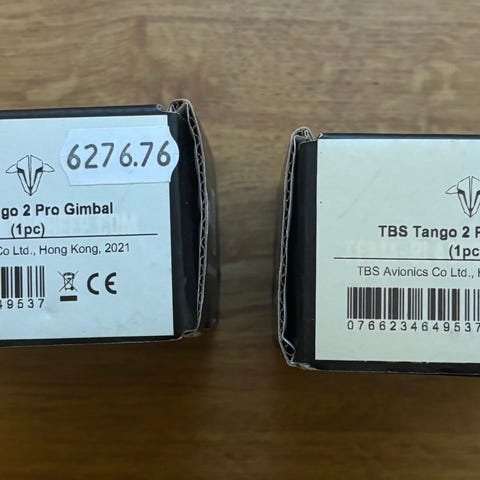 6276.76
go 2 Pro Gimbal
(1pc)
Co Ltd., Hong Kong, 2021
49537
CE
TBS Tango 2 P
(1pc
TBS Avionics Co Ltd., H
0766234649537